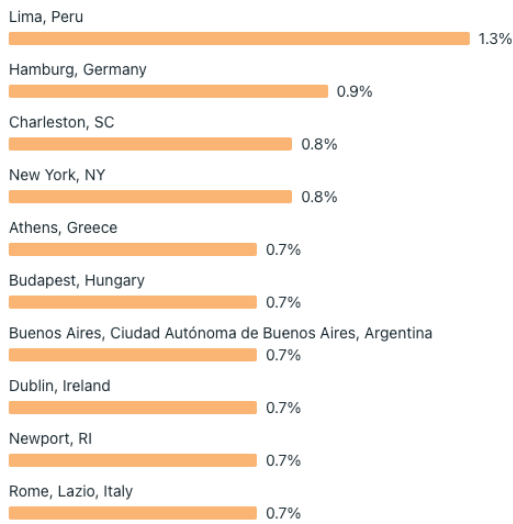 Lima, Peru
1.3%
Hamburg, Germany
0.9%
Charleston, SC
0.8%
New York, NY
0.8%
Athens, Greece
0.7%
Budapest, Hungary
0.7%
Buenos Aires, Ciudad Autónoma de Buenos Aires, Argentina
0.7%
Dublin, Ireland
0.7%
Newport, RI
0.7%
Rome, Lazio, Italy
0.7%